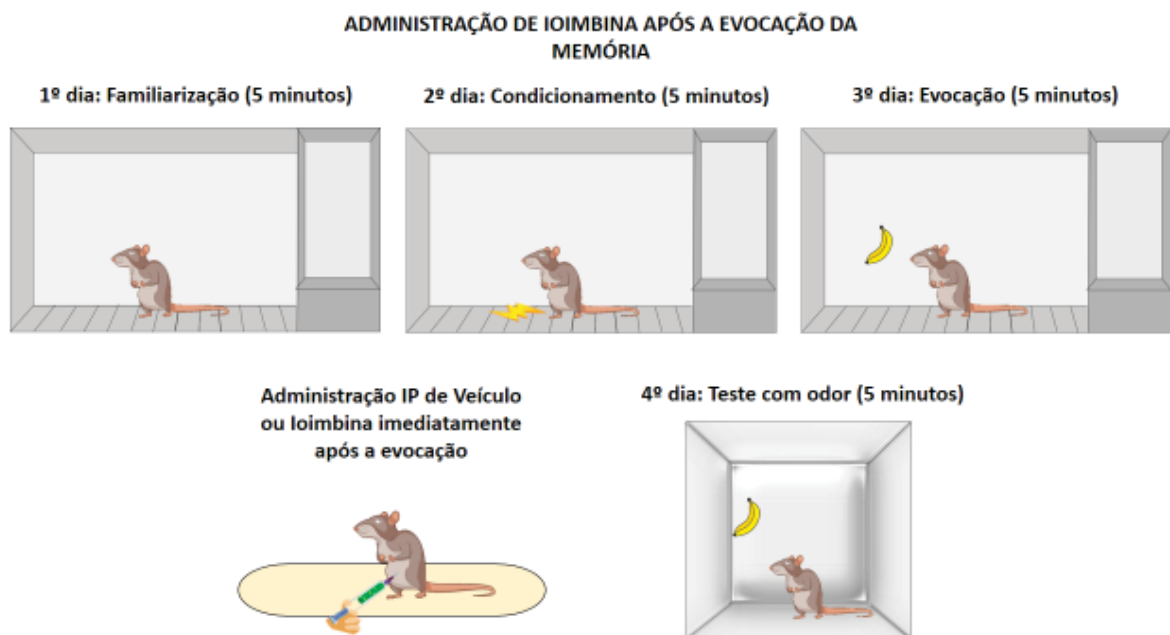 ADMINISTRAÇÃO DE IOIMBINA APÓS A EVOCAÇÃO DA
MEMÓRIA
1º dia: Familiarização (5 minutos)
2º dia: Condicionamento (5 minutos)
3º dia: Evocação (5 minutos)
Administração IP de Veículo
ou Ioimbina imediatamente
após a evocação
4º dia: Teste com odor (5 minutos)